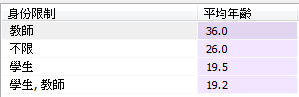 身份限制 平均年齡
教師 36.0
不限 26.0
學生 19.5
學生, 教師 19.2